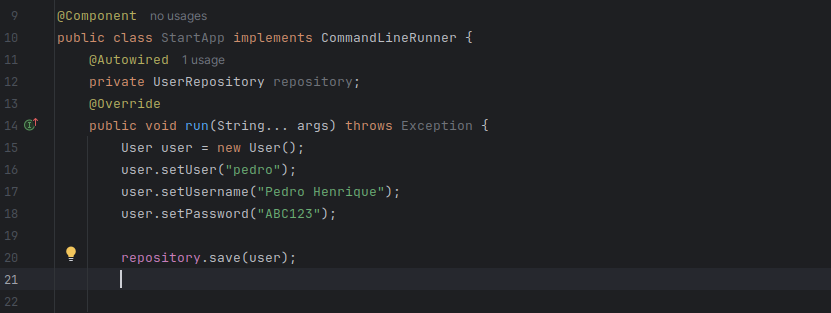 9 @Component no usages
10 public class StartApp implements CommandLineRunner {
11 @Autowired 1 usage
12 private UserRepository repository;
13 @Override
14 public void run(String... args) throws Exception {
15 User user = new User();
16 user.setUser("pedro");
17 user.setUsername("Pedro Henrique");
18 user.setPassword("ABC123");
19
20 repository.save(user);
21
22